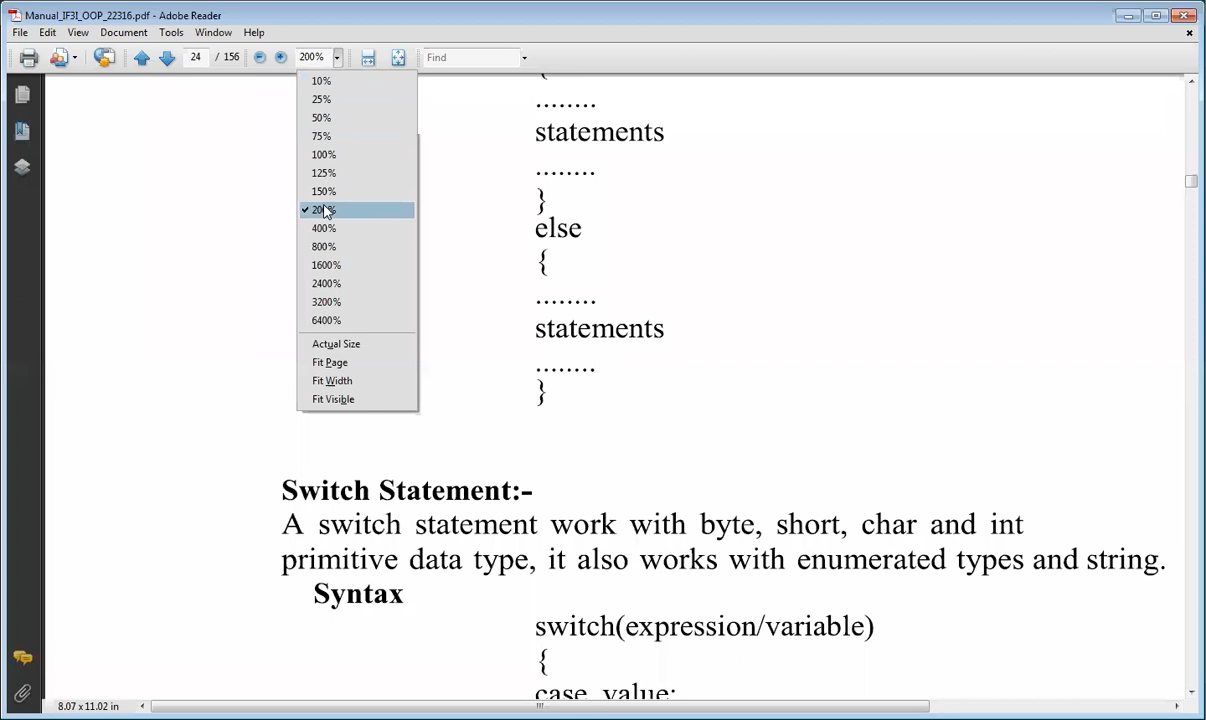 Manual_IF3I_OOP_22316.pdf - Adobe Reader
File Edit View Document Tools Window Help
24 / 156 200% Find
10%
25%
50%
75%
100%
125%
150%
200%
400%
800%
1600%
2400%
3200%
6400%
Actual Size
Fit Page
Fit Width
Fit Visible
{
........
statements
........
}
else
{
........
statements
........
}
Switch Statement:-
A switch statement work with byte, short, char and int
primitive data type, it also works with enumerated types and string.
Syntax
switch(expression/variable)
{
case value:
8.07 x 11.02 in